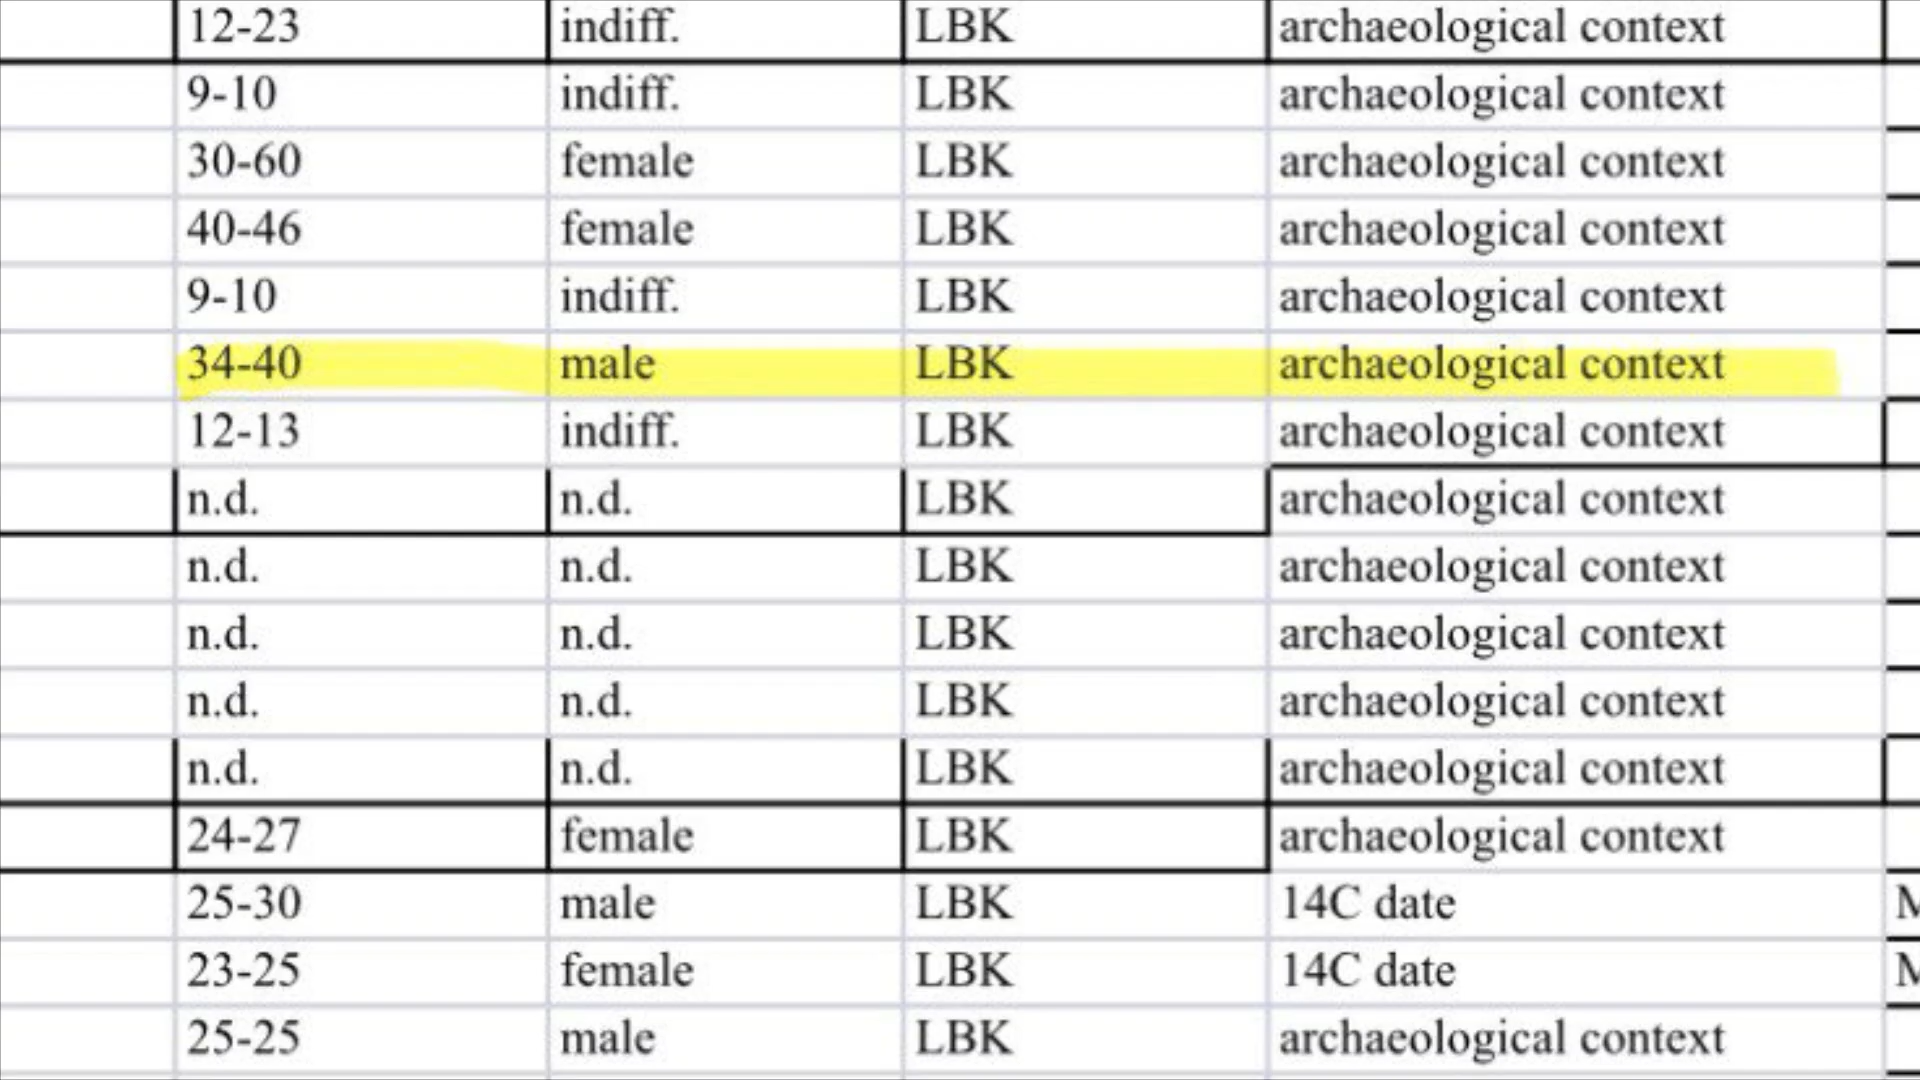 12-23 indiff. LBK archaeological context
9-10 indiff. LBK archaeological context
30-60 female LBK archaeological context
40-46 female LBK archaeological context
9-10 indiff. LBK archaeological context
34-40 male LBK archaeological context
12-13 indiff. LBK archaeological context
n.d. n.d. LBK archaeological context
n.d. n.d. LBK archaeological context
n.d. n.d. LBK archaeological context
n.d. n.d. LBK archaeological context
n.d. n.d. LBK archaeological context
24-27 female LBK archaeological context
25-30 male LBK 14C date
23-25 female LBK 14C date
25-25 male LBK archaeological context